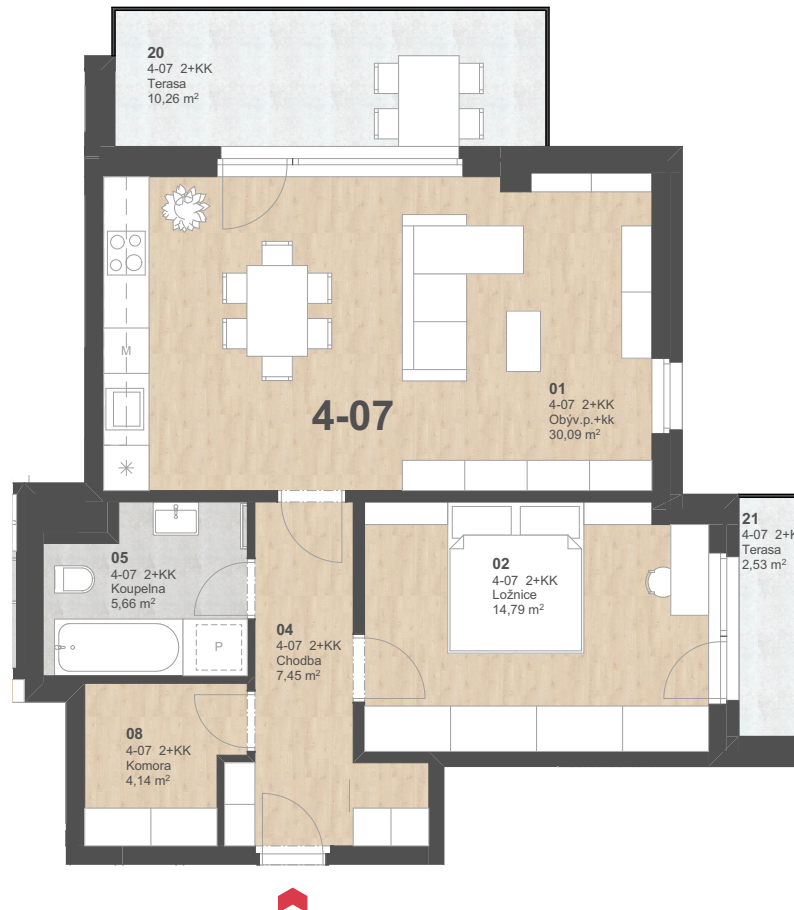 20
4-07 2+KK
Terasa
10,26 m²
M
4-07
01
4-07 2+KK
Obýv.p.+kk
30,09 m²
05
4-07 2+KK
Koupelna
5,66 m²
P
04
4-07 2+KK
Chodba
7,45 m²
02
4-07 2+KK
Ložnice
14,79 m²
21
4-07 2+K
Terasa
2,53 m²
08
4-07 2+KK
Komora
4,14 m²